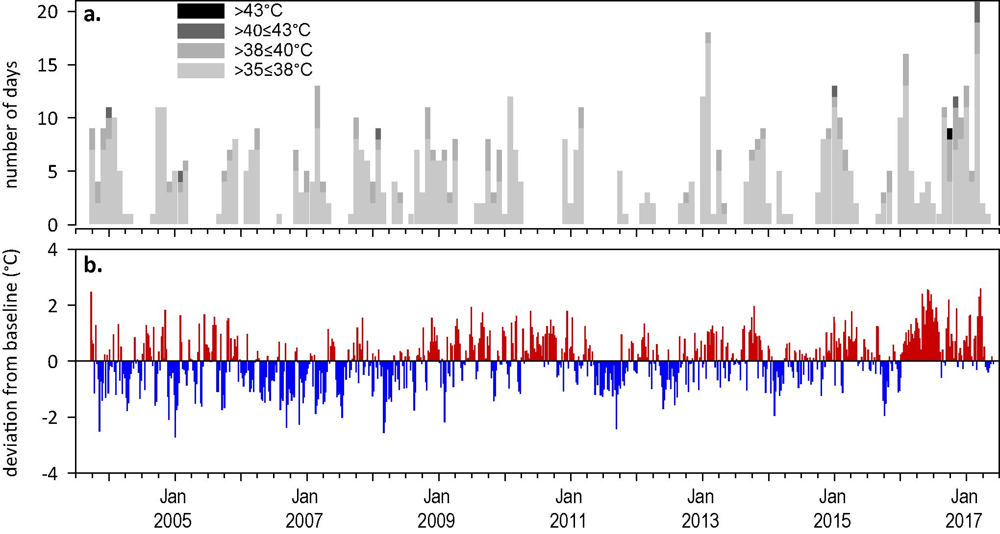 a.
>43°C
>40≤43°C
>38≤40°C
>35≤38°C
number of days
20
15
10
5
0
b.
deviation from baseline (°C)
4
2
0
-2
-4
Jan Jan Jan Jan Jan Jan Jan
2005 2007 2009 2011 2013 2015 2017